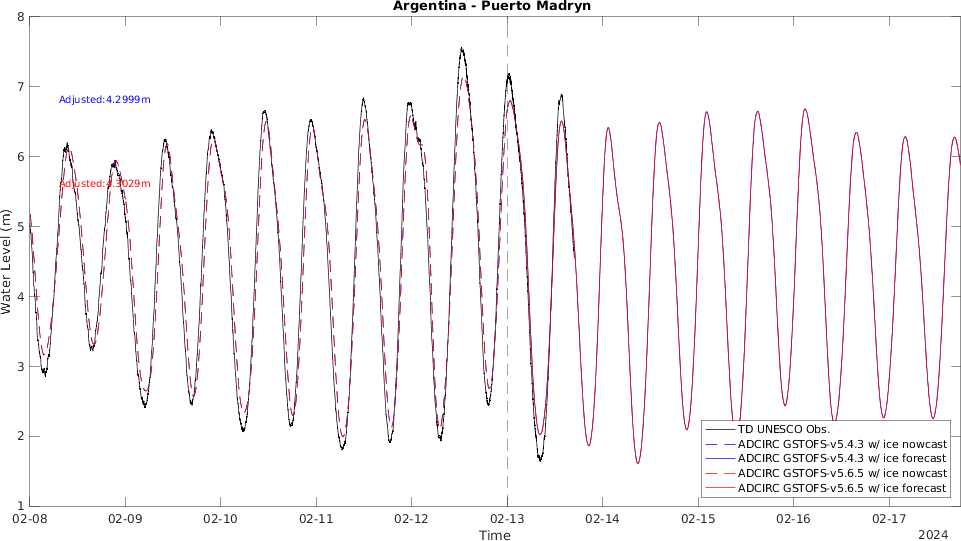 Argentina - Puerto Madryn
8
7
6
5
4
3
2
1
Water Level (m)
Adjusted:4.2999m
Adjusted:4.3029m
TD UNESCO Obs.
ADCIRC GSTOFS-v5.4.3 w/ ice nowcast
ADCIRC GSTOFS-v5.4.3 w/ ice forecast
ADCIRC GSTOFS-v5.6.5 w/ ice nowcast
ADCIRC GSTOFS-v5.6.5 w/ ice forecast
02-08 02-09 02-10 02-11 02-12 02-13 02-14 02-15 02-16 02-17
Time
2024